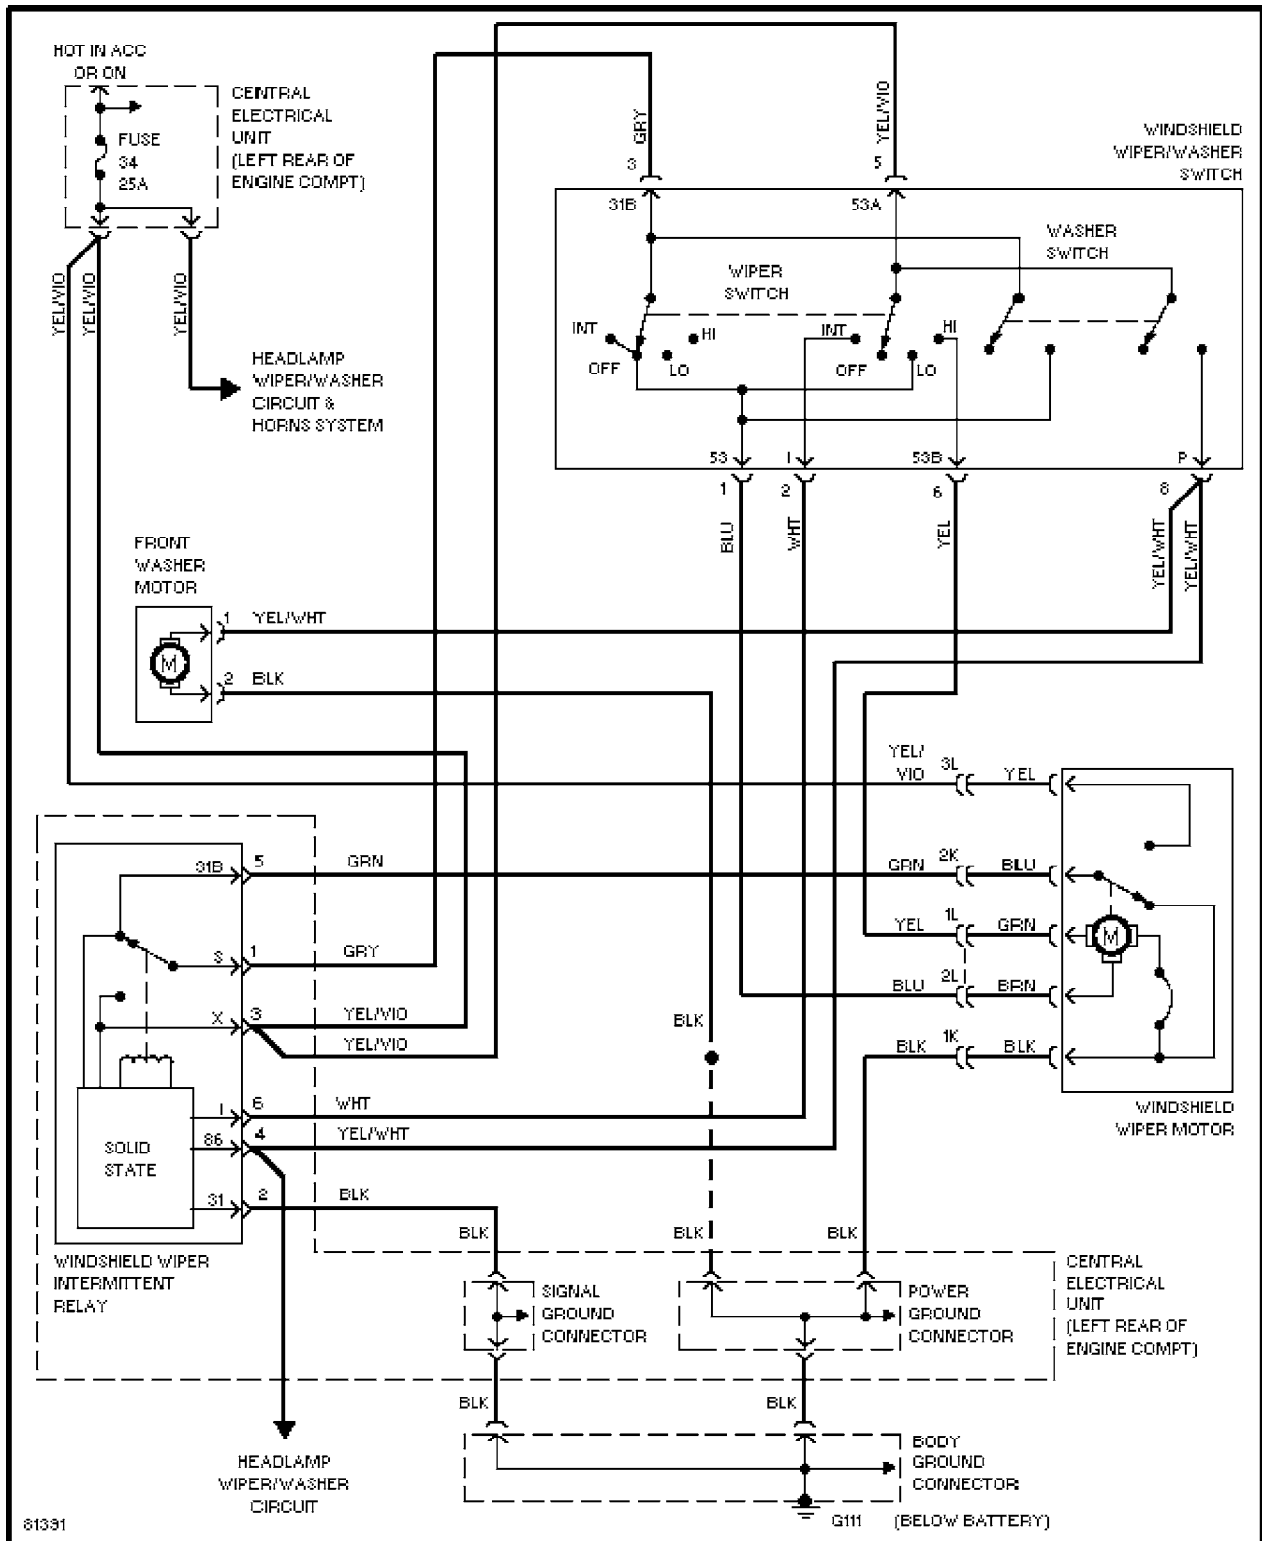 HOT IN ACC
OR ON
CENTRAL
ELECTRICAL
UNIT
(LEFT REAR OF
ENGINE COMPT)
FUSE
34
25A
YEL/VIO
YEL/VIO
YEL/VIO
HEADLAMP
WIPER/WASHER
CIRCUIT &
HORNS SYSTEM
GRY
YEL/VIO
3
5
WINDSHIELD
WIPER/WASHER
SWITCH
31B
53A
WASHER
SWITCH
WIPER
SWITCH
INT
HI
OFF
LO
INT
HI
OFF
LO
53
I
53B
P
1
2
6
8
BLU
WHT
YEL
YEL/WHT
YEL/WHT
FRONT
WASHER
MOTOR
M
1
YEL/WHT
2
BLK
YEL/
VIO
3L
YEL
31B
5
GRN
GRN
2K
BLU
YEL
1L
GRN
M
S
1
GRY
BLU
2L
BRN
X
3
YEL/VIO
YEL/VIO
BLK
BLK
1K
BLK
WINDSHIELD
WIPER MOTOR
SOLID
STATE
I
6
WHT
86
4
YEL/WHT
31
2
BLK
BLK
BLK
BLK
WINDSHIELD WIPER
INTERMITTENT
RELAY
SIGNAL
GROUND
CONNECTOR
POWER
GROUND
CONNECTOR
CENTRAL
ELECTRICAL
UNIT
(LEFT REAR OF
ENGINE COMPT)
BLK
BLK
HEADLAMP
WIPER/WASHER
CIRCUIT
BODY
GROUND
CONNECTOR
G111
(BELOW BATTERY)
81391